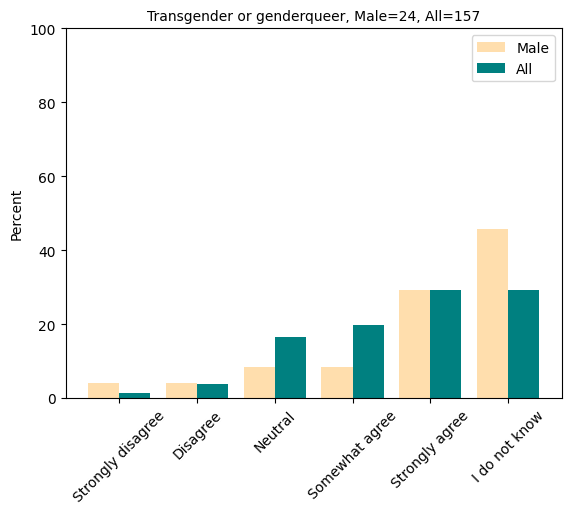 Transgender or genderqueer, Male=24, All=157
100
80
60
40
20
0
Percent
Male
All
Strongly disagree
Disagree
Neutral
Somewhat agree
Strongly agree
I do not know